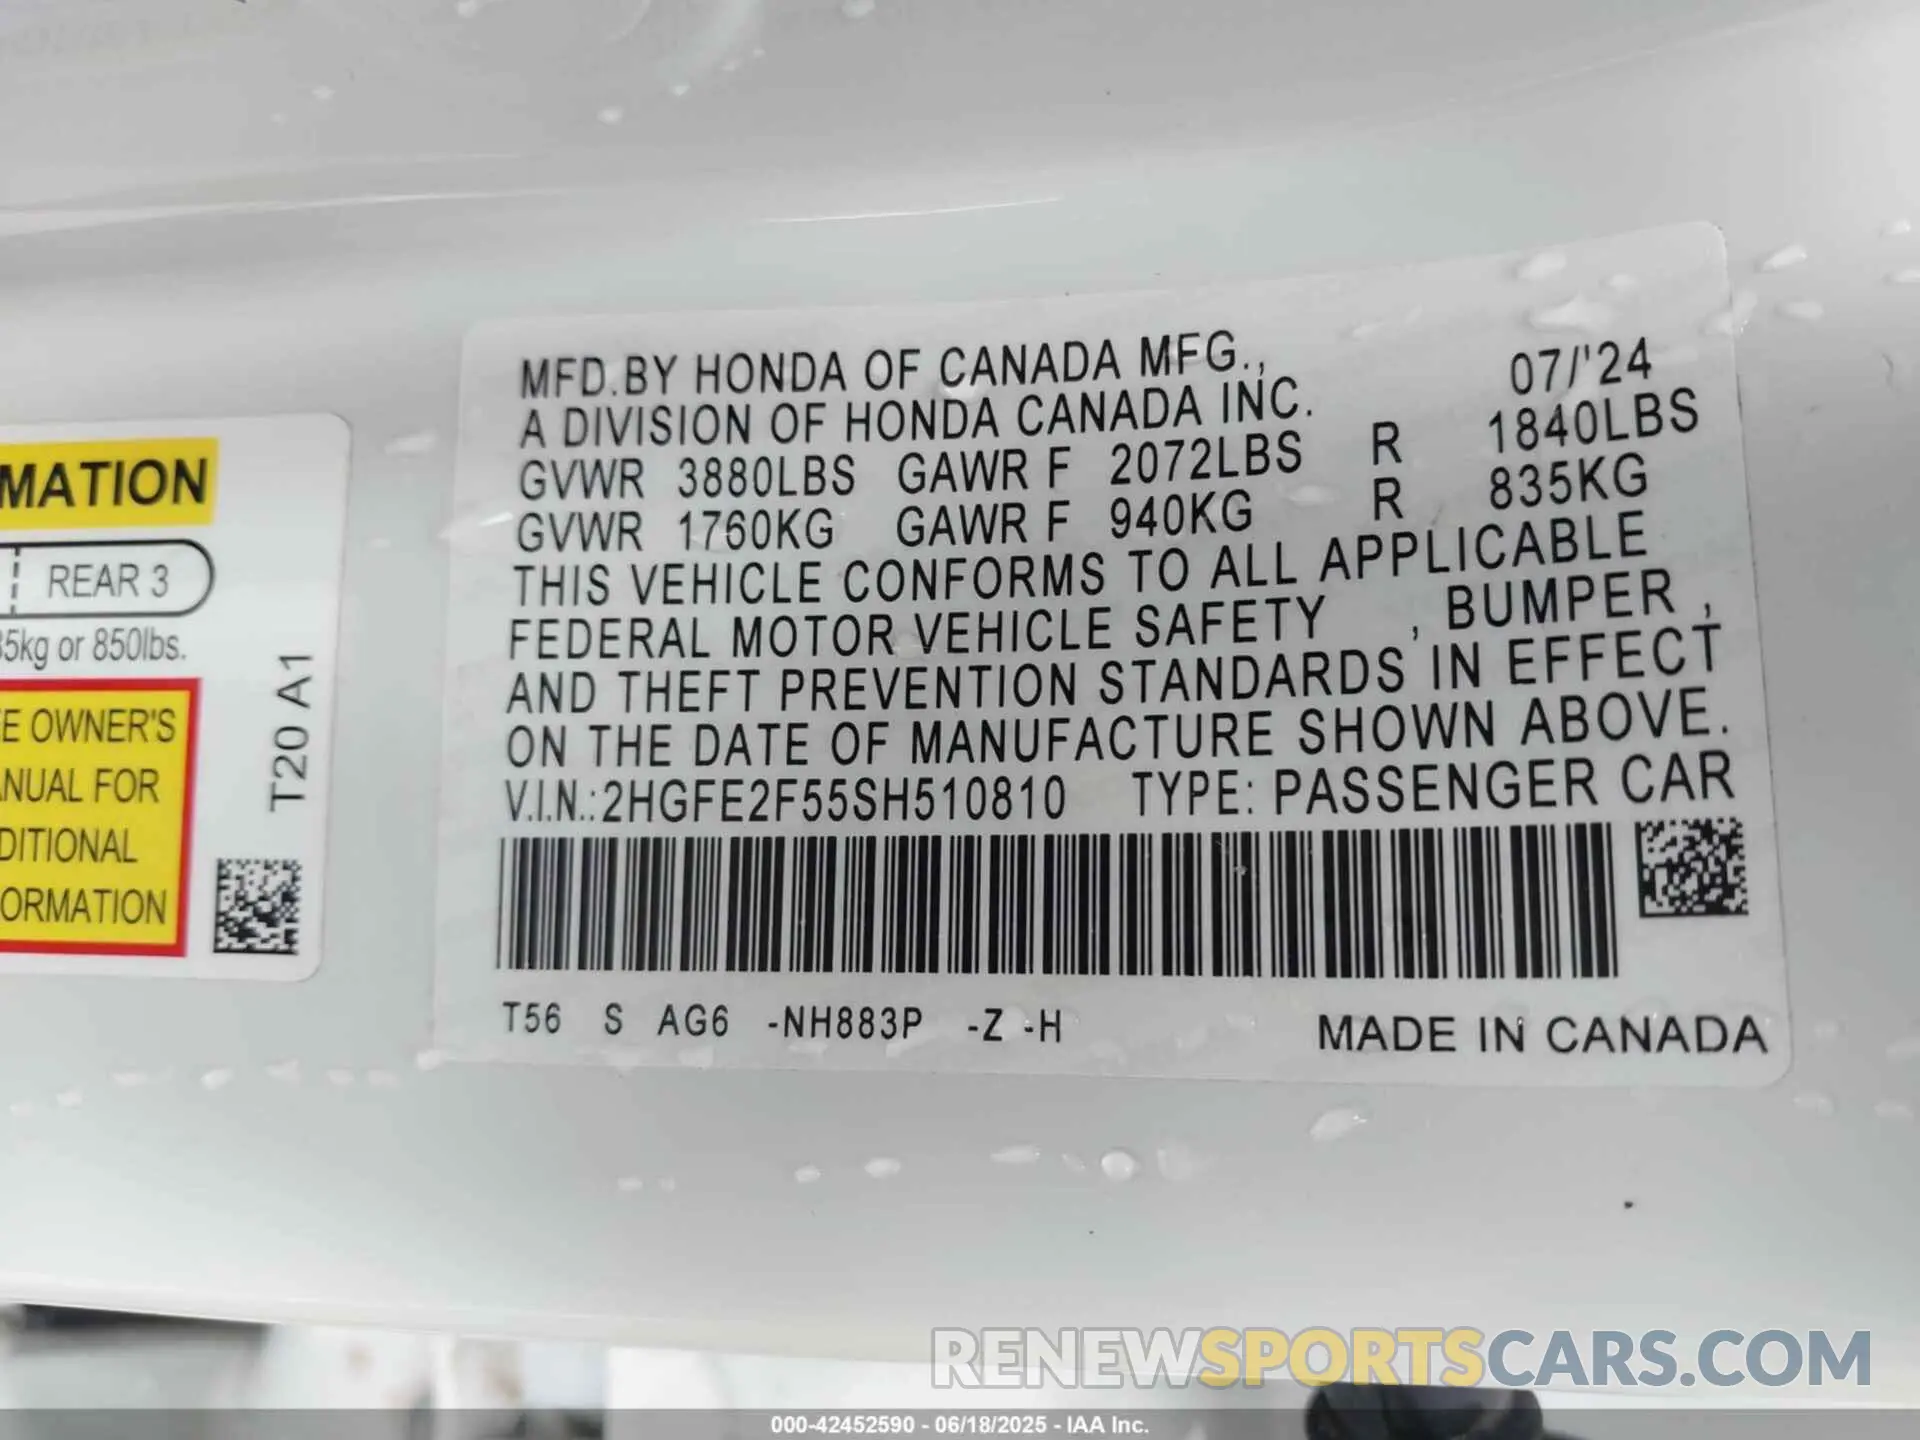 MATION
REAR 3
35kg or 850lbs.
E OWNER'S
ANUAL FOR
DITIONAL
ORMATION
T20 A1
MFD.BY HONDA OF CANADA MFG., 07/'24
A DIVISION OF HONDA CANADA INC.
GVWR 3880LBS GAWR F 2072LBS R 1840LBS
GVWR 1760KG GAWR F 940KG R 835KG
THIS VEHICLE CONFORMS TO ALL APPLICABLE
FEDERAL MOTOR VEHICLE SAFETY , BUMPER ,
AND THEFT PREVENTION STANDARDS IN EFFECT
ON THE DATE OF MANUFACTURE SHOWN ABOVE.
V.I.N.:2HGFE2F55SH510810 TYPE: PASSENGER CAR
T56 S AG6 -NH883P -Z -H MADE IN CANADA
RENEWSPORTSCARS.COM
000-42452590 - 06/18/2025 - IAA Inc.